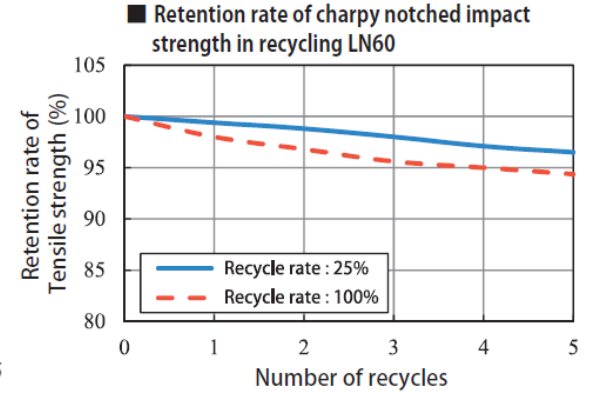 ■ Retention rate of charpy notched impact
strength in recycling LN60
Retention rate of
Tensile strength (%)
105
100
95
90
85
80
Recycle rate : 25%
Recycle rate : 100%
0 1 2 3 4 5
Number of recycles